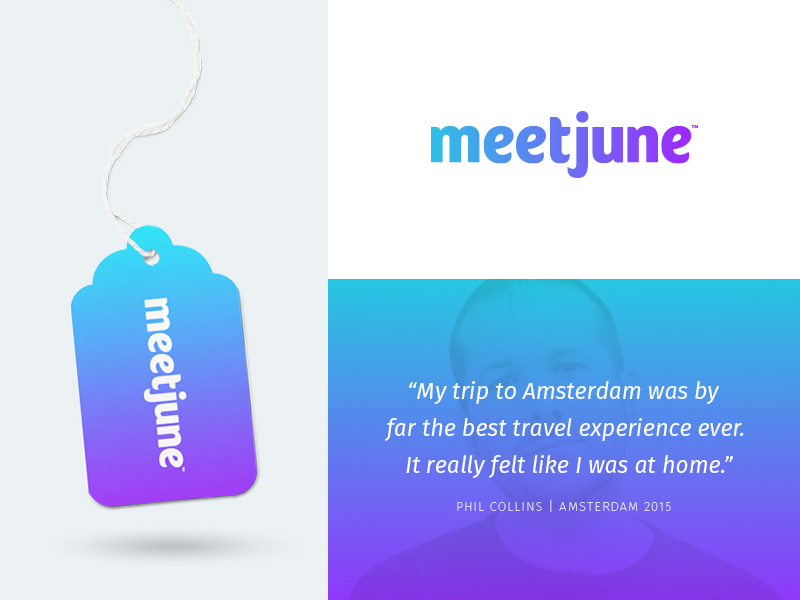 meetjune™
meetjune™
“My trip to Amsterdam was by
far the best travel experience ever.
It really felt like I was at home.”
PHIL COLLINS | AMSTERDAM 2015